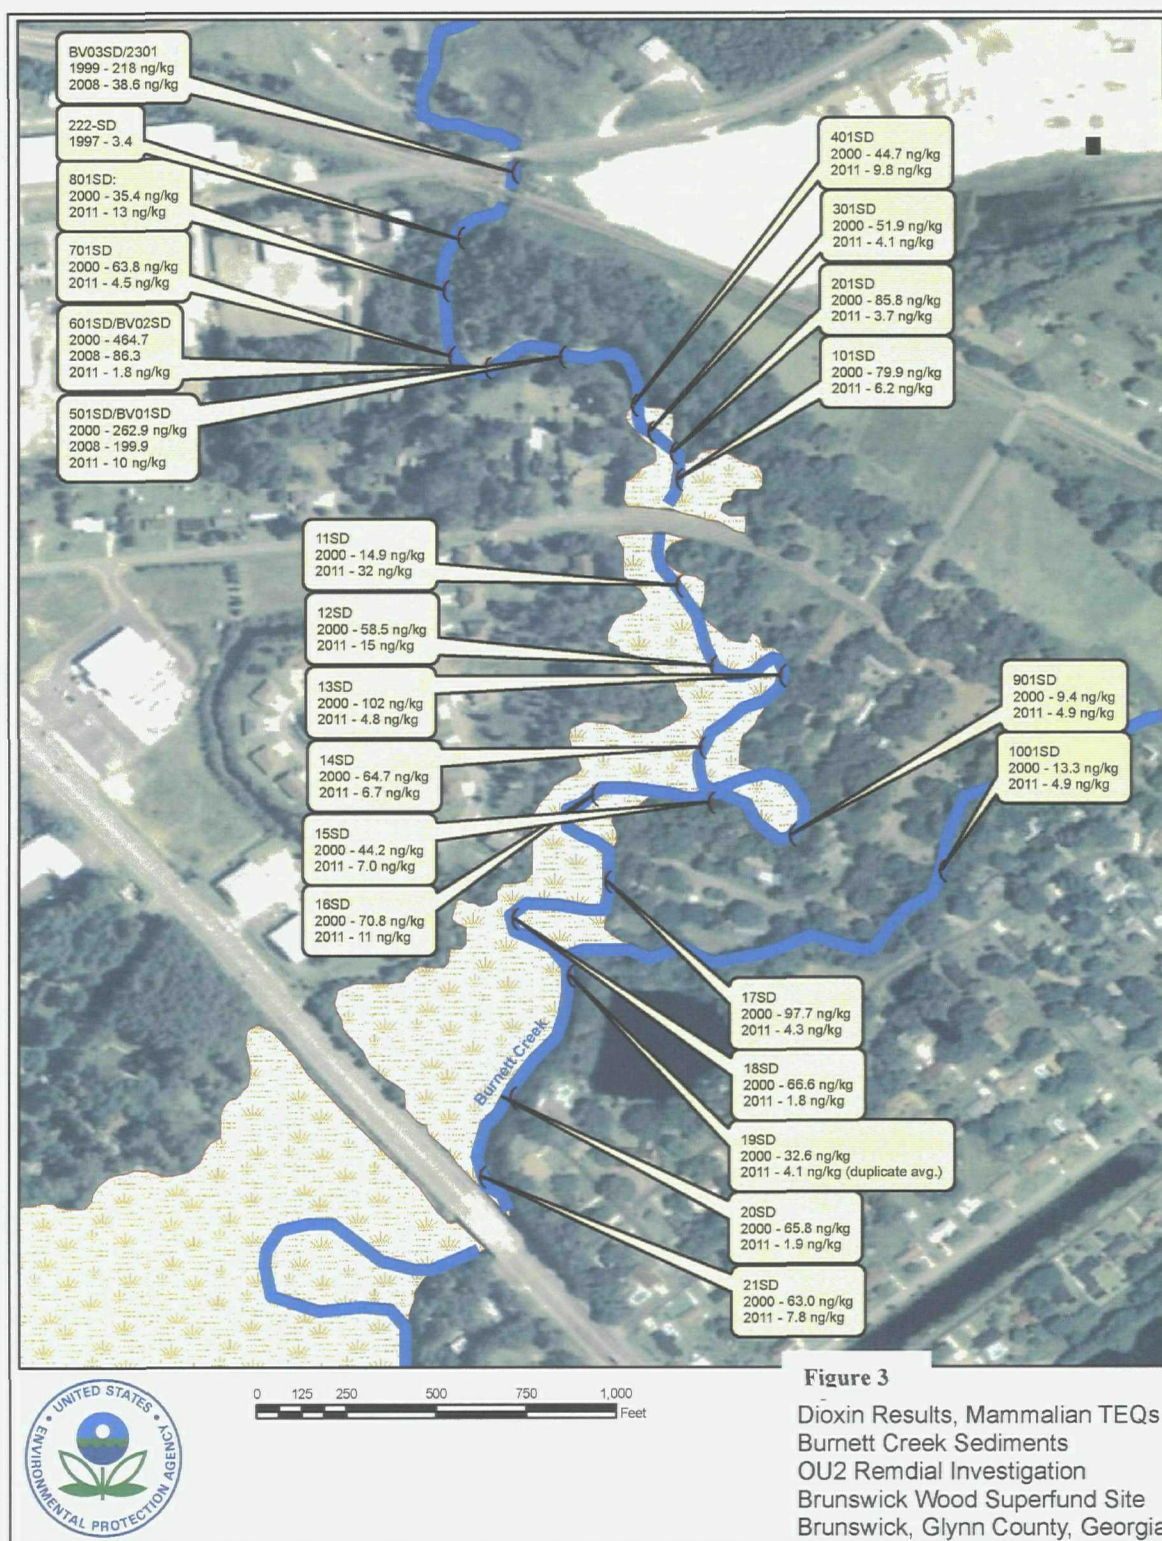 BV03SD/2301
1999 - 218 ng/kg
2008 - 38.6 ng/kg
222-SD
1997 - 3.4
801SD:
2000 - 35.4 ng/kg
2011 - 13 ng/kg
701SD
2000 - 63.8 ng/kg
2011 - 4.5 ng/kg
601SD/BV02SD
2000 - 464.7
2008 - 86.3
2011 - 1.8 ng/kg
501SD/BV01SD
2000 - 262.9 ng/kg
2008 - 199.9
2011 - 10 ng/kg
401SD
2000 - 44.7 ng/kg
2011 - 9.8 ng/kg
301SD
2000 - 51.9 ng/kg
2011 - 4.1 ng/kg
201SD
2000 - 85.8 ng/kg
2011 - 3.7 ng/kg
101SD
2000 - 79.9 ng/kg
2011 - 6.2 ng/kg
11SD
2000 - 14.9 ng/kg
2011 - 32 ng/kg
12SD
2000 - 58.5 ng/kg
2011 - 15 ng/kg
13SD
2000 - 102 ng/kg
2011 - 4.8 ng/kg
14SD
2000 - 64.7 ng/kg
2011 - 6.7 ng/kg
15SD
2000 - 44.2 ng/kg
2011 - 7.0 ng/kg
16SD
2000 - 70.8 ng/kg
2011 - 11 ng/kg
901SD
2000 - 9.4 ng/kg
2011 - 4.9 ng/kg
1001SD
2000 - 13.3 ng/kg
2011 - 4.9 ng/kg
17SD
2000 - 97.7 ng/kg
2011 - 4.3 ng/kg
18SD
2000 - 66.6 ng/kg
2011 - 1.8 ng/kg
19SD
2000 - 32.6 ng/kg
2011 - 4.1 ng/kg (duplicate avg.)
20SD
2000 - 65.8 ng/kg
2011 - 1.9 ng/kg
21SD
2000 - 63.0 ng/kg
2011 - 7.8 ng/kg
Burnett Creek
UNITED STATES
ENVIRONMENTAL PROTECTION AGENCY
0 125 250 500 750 1,000
Feet
Figure 3
Dioxin Results, Mammalian TEQs
Burnett Creek Sediments
OU2 Remdial Investigation
Brunswick Wood Superfund Site
Brunswick, Glynn County, Georgia